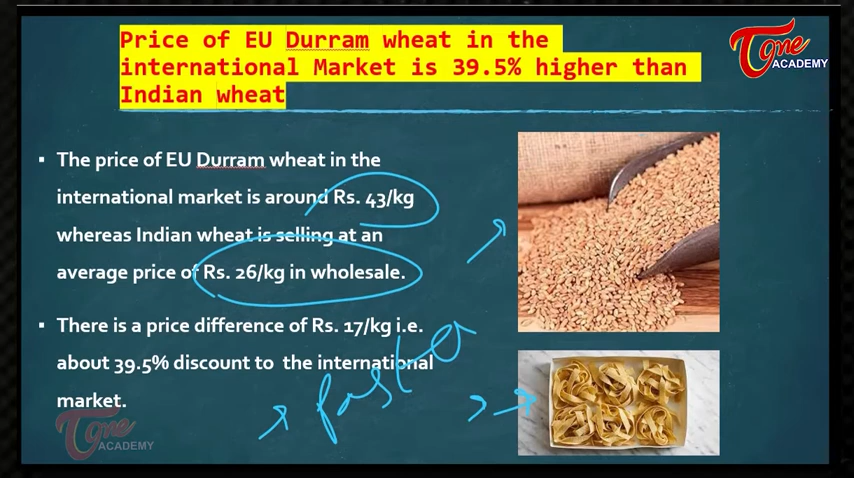 Price of EU Durram wheat in the
international Market is 39.5% higher than
Indian wheat
Tone
ACADEMY
▪ The price of EU Durram wheat in the
international market is around Rs. 43/kg
whereas Indian wheat is selling at an
average price of Rs. 26/kg in wholesale.
▪ There is a price difference of Rs. 17/kg i.e.
about 39.5% discount to the international
market.
Pasta
Tone
ACADEMY